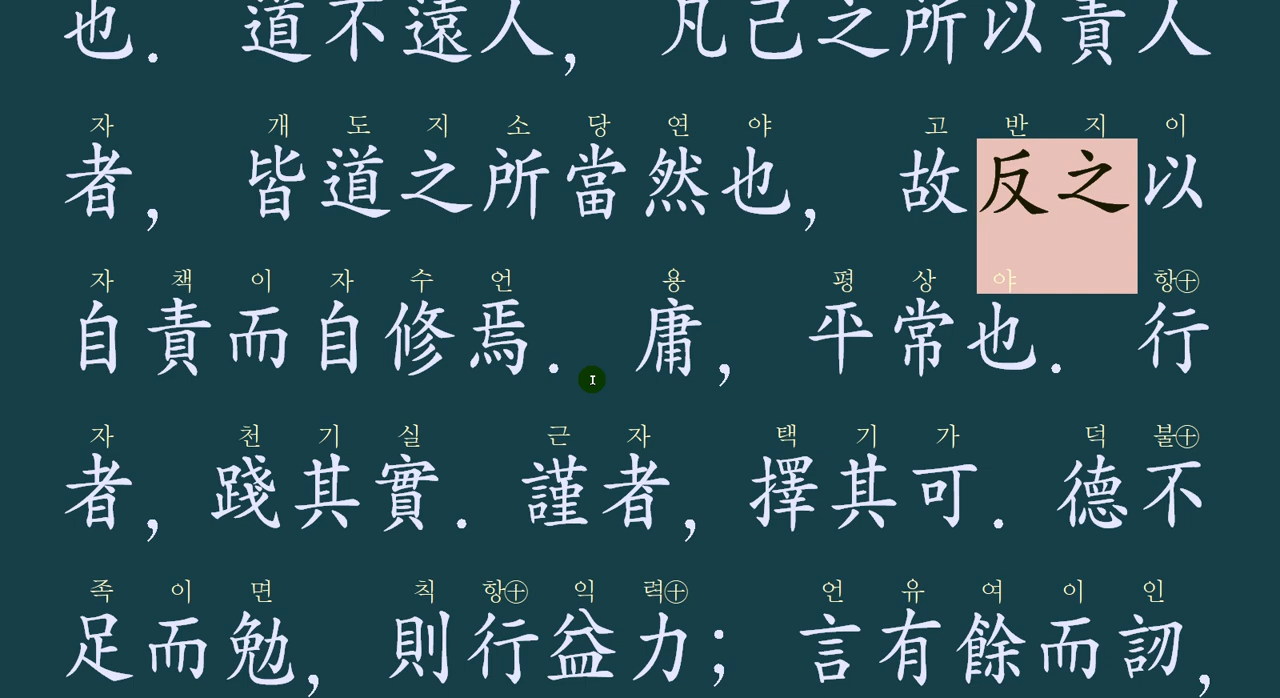 也. 道不遠人, 凡己之所以責人
자 개 도 지 소 당 연 야 고 반 지 이
者, 皆道之所當然也, 故反之以
자 책 이 자 수 언 용 평 상 야 항㊉
自責而自修焉. 庸, 平常也. 行
자 천 기 실 근 자 택 기 가 덕 불㊉
者, 踐其實. 謹者, 擇其可. 德不
족 이 면 칙 항㊉ 익 력㊉ 언 유 여 이 인
足而勉, 則行益力; 言有餘而訒,